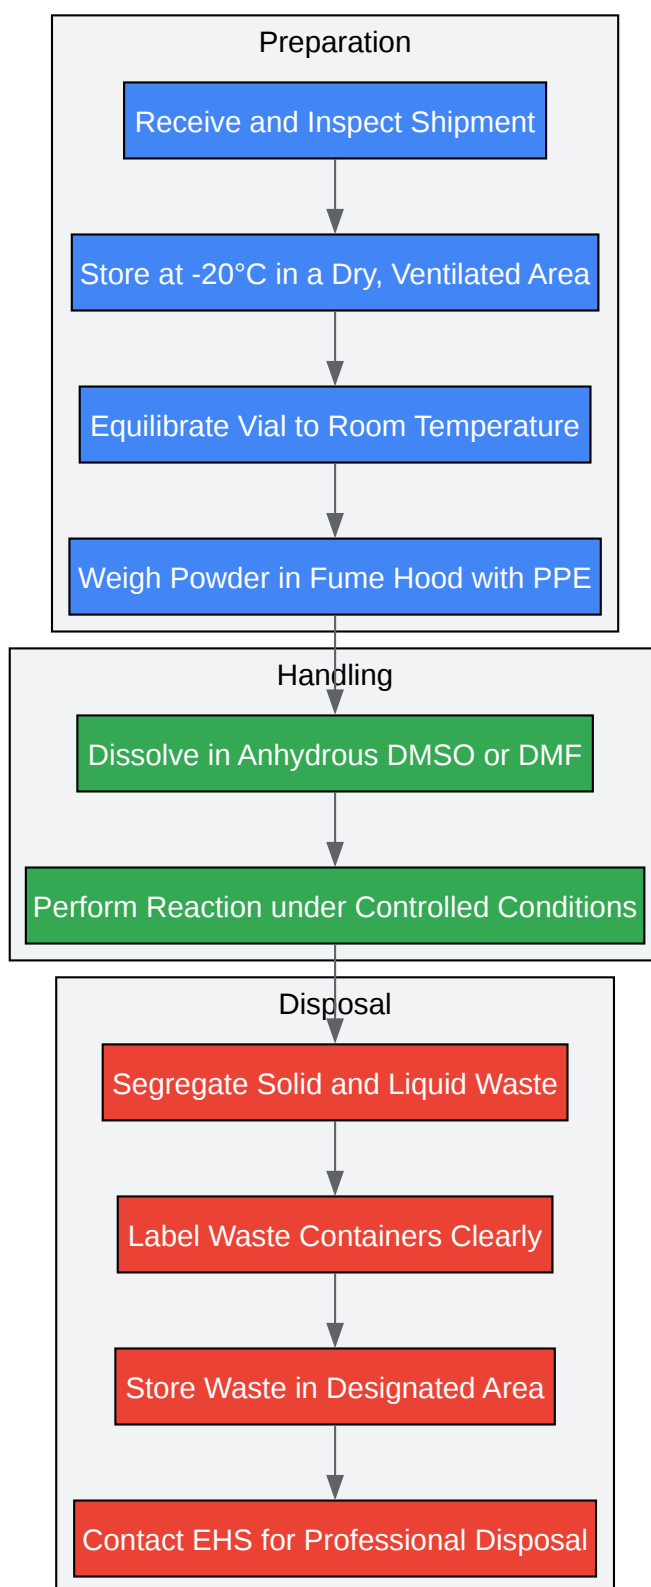 Preparation
Receive and Inspect Shipment
Store at -20°C in a Dry, Ventilated Area
Equilibrate Vial to Room Temperature
Weigh Powder in Fume Hood with PPE
Handling
Dissolve in Anhydrous DMSO or DMF
Perform Reaction under Controlled Conditions
Disposal
Segregate Solid and Liquid Waste
Label Waste Containers Clearly
Store Waste in Designated Area
Contact EHS for Professional Disposal